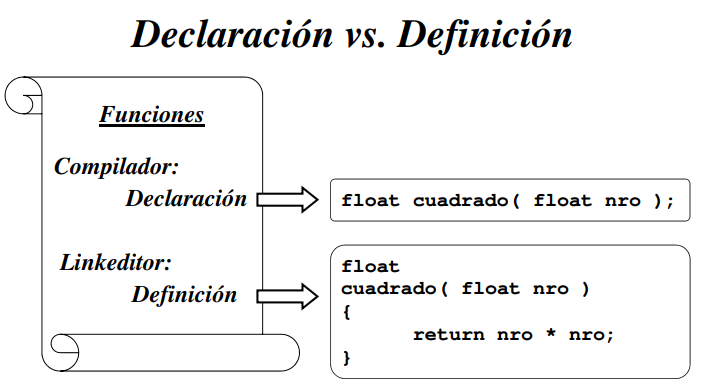 Declaración vs. Definición
Funciones
Compilador:
Declaración
float cuadrado( float nro );
Linkeditor:
Definición
float
cuadrado( float nro )
{
return nro * nro;
}